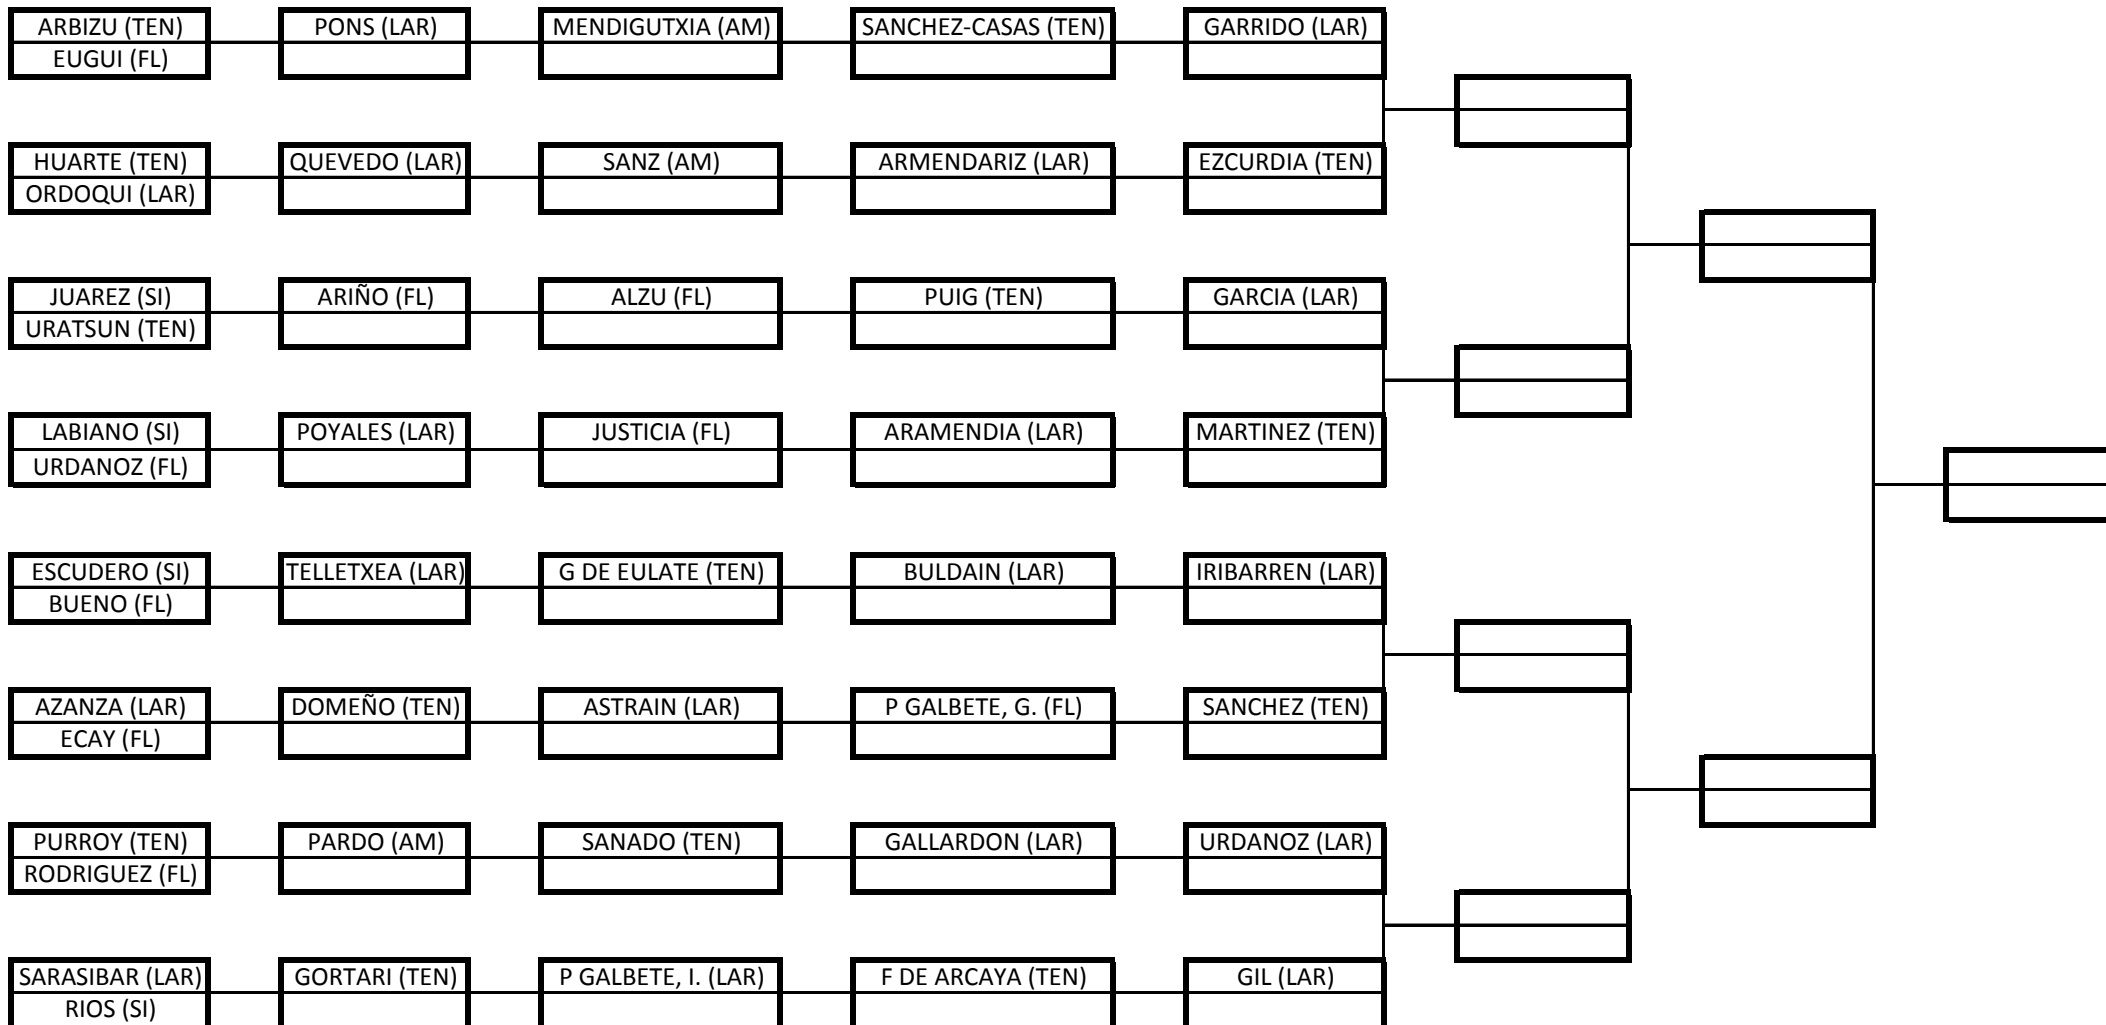 ARBIZU (TEN) PONS (LAR) MENDIGUTXIA (AM) SANCHEZ-CASAS (TEN) GARRIDO (LAR)
EUGUI (FL)
HUARTE (TEN) QUEVEDO (LAR) SANZ (AM) ARMENDARIZ (LAR) EZCURDIA (TEN)
ORDOQUI (LAR)
JUAREZ (SI) ARIÑO (FL) ALZU (FL) PUIG (TEN) GARCIA (LAR)
URATSUN (TEN)
LABIANO (SI) POYALES (LAR) JUSTICIA (FL) ARAMENDIA (LAR) MARTINEZ (TEN)
URDANOZ (FL)
ESCUDERO (SI) TELLETXEA (LAR) G DE EULATE (TEN) BULDAIN (LAR) IRIBARREN (LAR)
BUENO (FL)
AZANZA (LAR) DOMEÑO (TEN) ASTRAIN (LAR) P GALBETE, G. (FL) SANCHEZ (TEN)
ECAY (FL)
PURROY (TEN) PARDO (AM) SANADO (TEN) GALLARDON (LAR) URDANOZ (LAR)
RODRIGUEZ (FL)
SARASIBAR (LAR) GORTARI (TEN) P GALBETE, I. (LAR) F DE ARCAYA (TEN) GIL (LAR)
RIOS (SI)